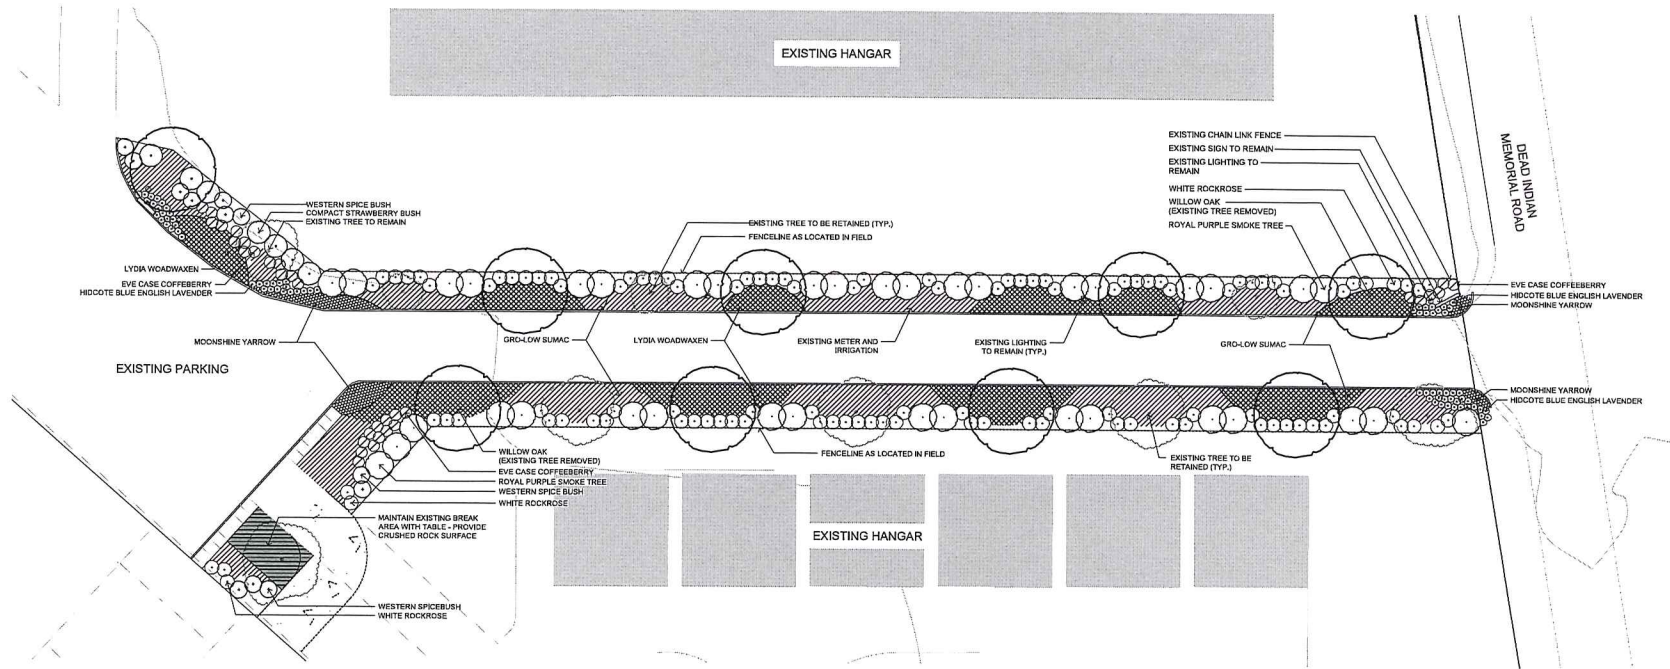 EXISTING HANGAR
EXISTING CHAIN LINK FENCE
EXISTING SIGN TO REMAIN
EXISTING LIGHTING TO
REMAIN
WHITE ROCKROSE
WILLOW OAK
(EXISTING TREE REMOVED)
ROYAL PURPLE SMOKE TREE
DEAD INDIAN
MEMORIAL ROAD
WESTERN SPICE BUSH
COMPACT STRAWBERRY BUSH
EXISTING TREE TO REMAIN
EXISTING TREE TO BE RETAINED (TYP.)
FENCELINE AS LOCATED IN FIELD
LYDIA WOADWAXEN
EVE CASE COFFEBERRY
HIDCOTE BLUE ENGLISH LAVENDER
EVE CASE COFFEEBERRY
HIDCOTE BLUE ENGLISH LAVENDER
MOONSHINE YARROW
MOONSHINE YARROW
GRO-LOW SUMAC
LYDIA WOADWAXEN
EXISTING METER AND
IRRIGATION
EXISTING LIGHTING
TO REMAIN (TYP.)
GRO-LOW SUMAC
EXISTING PARKING
MOONSHINE YARROW
HIDCOTE BLUE ENGLISH LAVENDER
WILLOW OAK
(EXISTING TREE REMOVED)
EVE CASE COFFEEBERRY
ROYAL PURPLE SMOKE TREE
WESTERN SPICE BUSH
WHITE ROCKROSE
FENCELINE AS LOCATED IN FIELD
EXISTING TREE TO BE
RETAINED (TYP.)
MAINTAIN EXISTING BREAK
AREA WITH TABLE - PROVIDE
CRUSHED ROCK SURFACE
EXISTING HANGAR
WESTERN SPICEBUSH
WHITE ROCKROSE